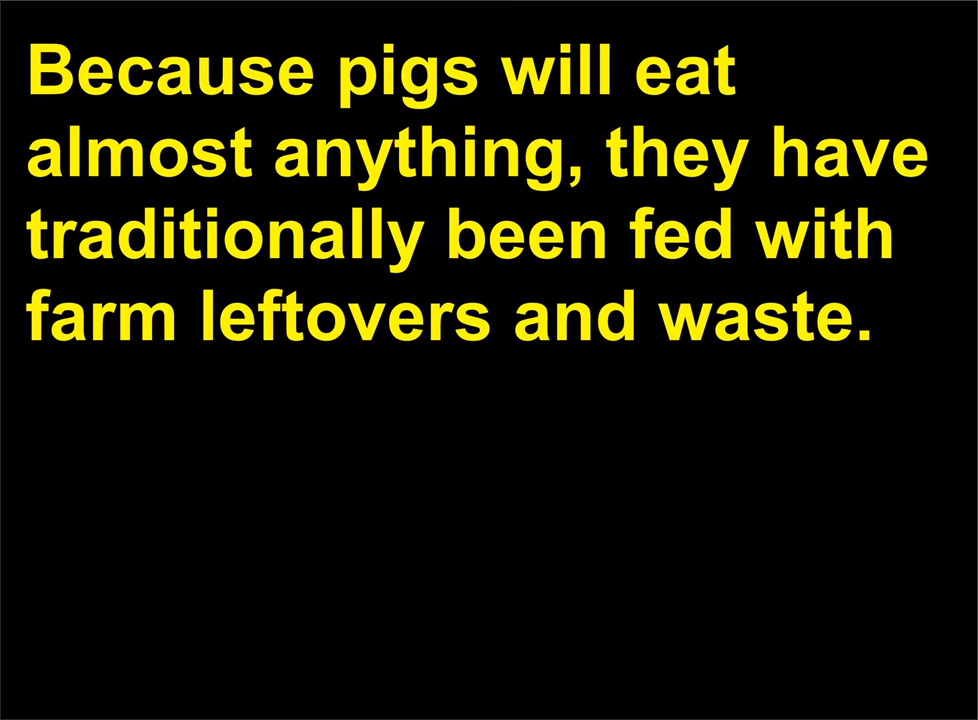 Because pigs will eat
almost anything, they have
traditionally been fed with
farm leftovers and waste.